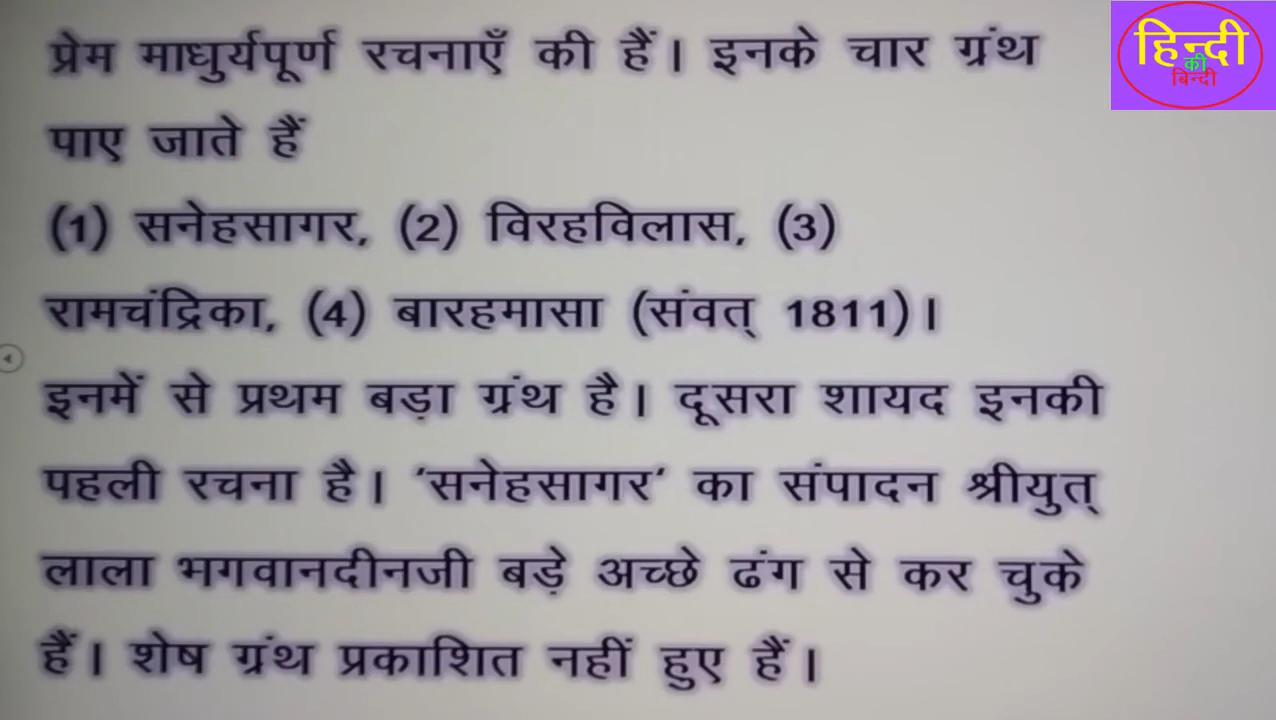 प्रेम माधुर्यपूर्ण रचनाएँ की हैं। इनके चार ग्रंथ
पाए जाते हैं
(1) सनेहसागर, (2) विरहविलास, (3)
रामचंद्रिका, (4) बारहमासा (संवत् 1811)।
इनमें से प्रथम बड़ा ग्रंथ है। दूसरा शायद इनकी
पहली रचना है। 'सनेहसागर' का संपादन श्रीयुत्
लाला भगवानदीनजी बड़े अच्छे ढंग से कर चुके
हैं। शेष ग्रंथ प्रकाशित नहीं हुए हैं।
हिन्दी
की
बिन्दी